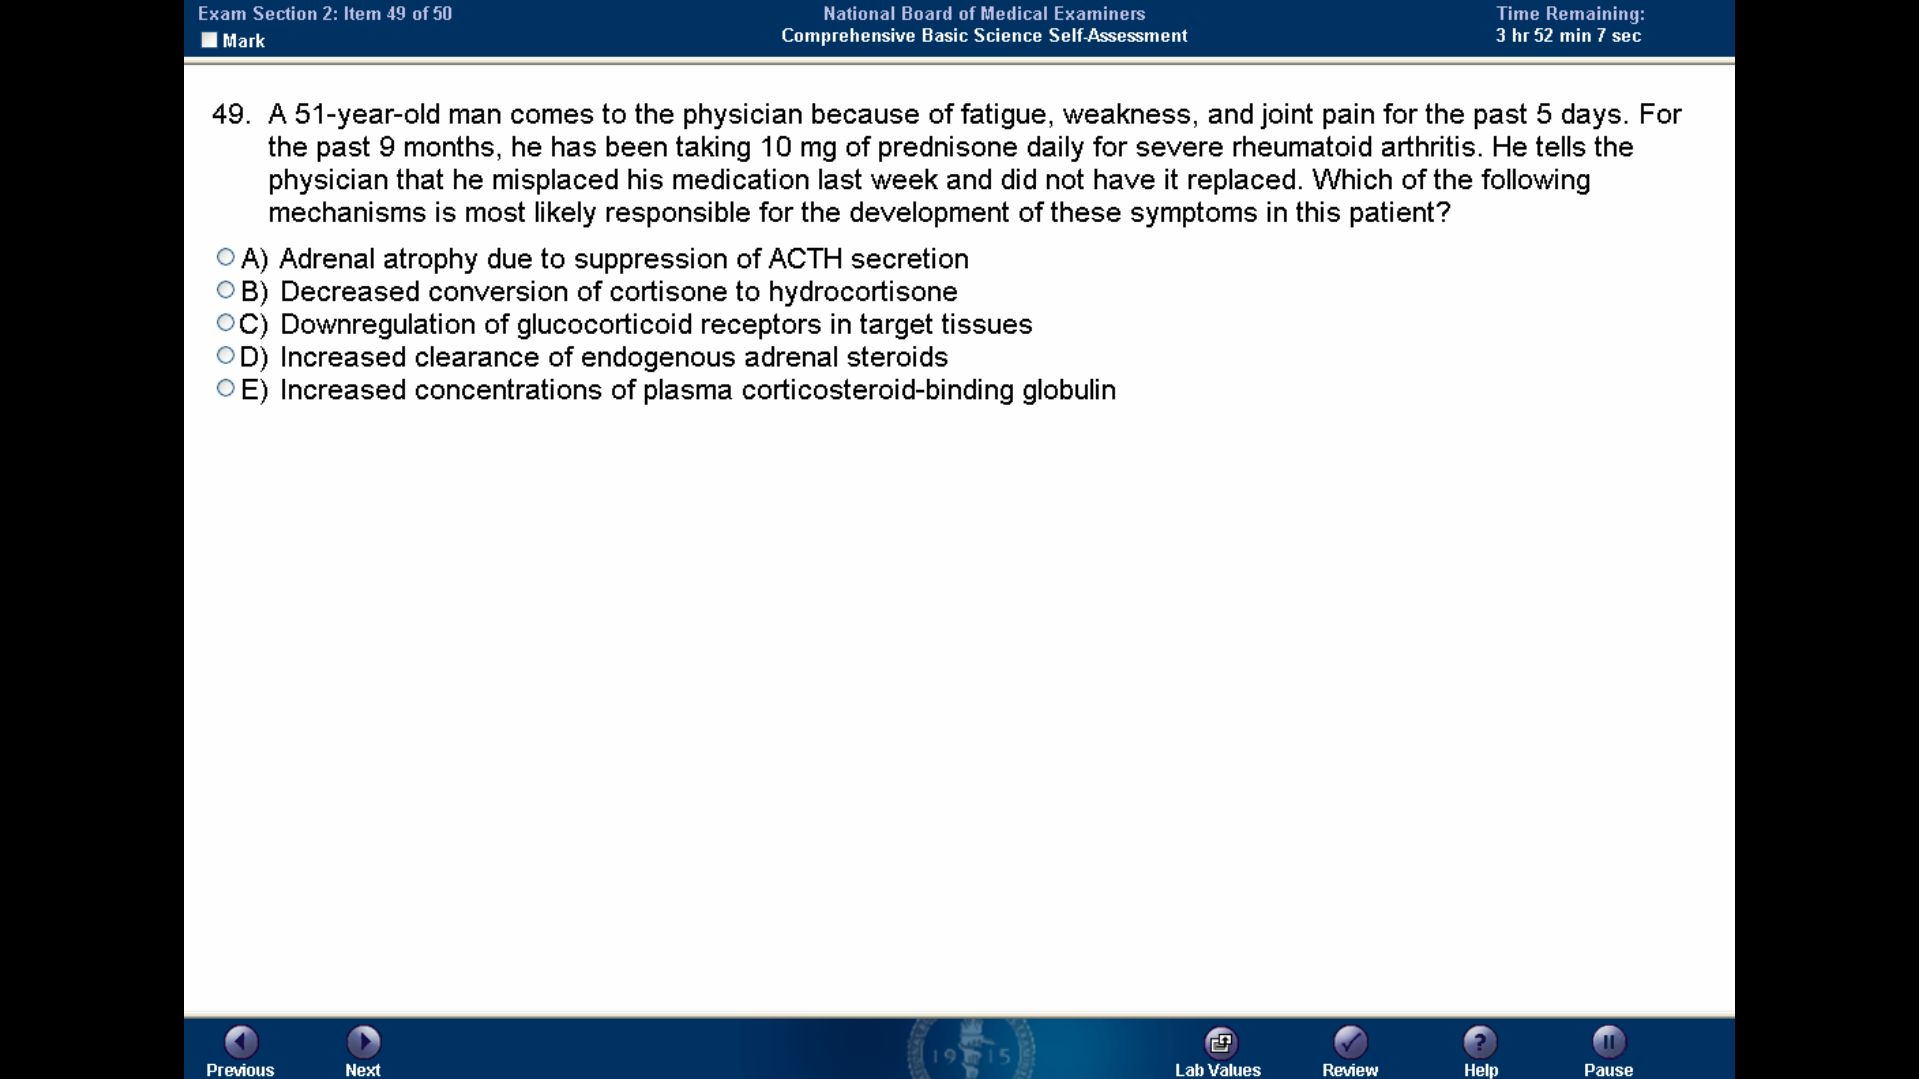 Exam Section 2: Item 49 of 50
National Board of Medical Examiners
Time Remaining:
Mark
Comprehensive Basic Science Self-Assessment
3 hr 52 min 7 sec
49. A 51-year-old man comes to the physician because of fatigue, weakness, and joint pain for the past 5 days. For
the past 9 months, he has been taking 10 mg of prednisone daily for severe rheumatoid arthritis. He tells the
physician that he misplaced his medication last week and did not have it replaced. Which of the following
mechanisms is most likely responsible for the development of these symptoms in this patient?
A) Adrenal atrophy due to suppression of ACTH secretion
B) Decreased conversion of cortisone to hydrocortisone
C) Downregulation of glucocorticoid receptors in target tissues
D) Increased clearance of endogenous adrenal steroids
E) Increased concentrations of plasma corticosteroid-binding globulin
1915
Previous
Next
Lab Values
Review
Help
Pause